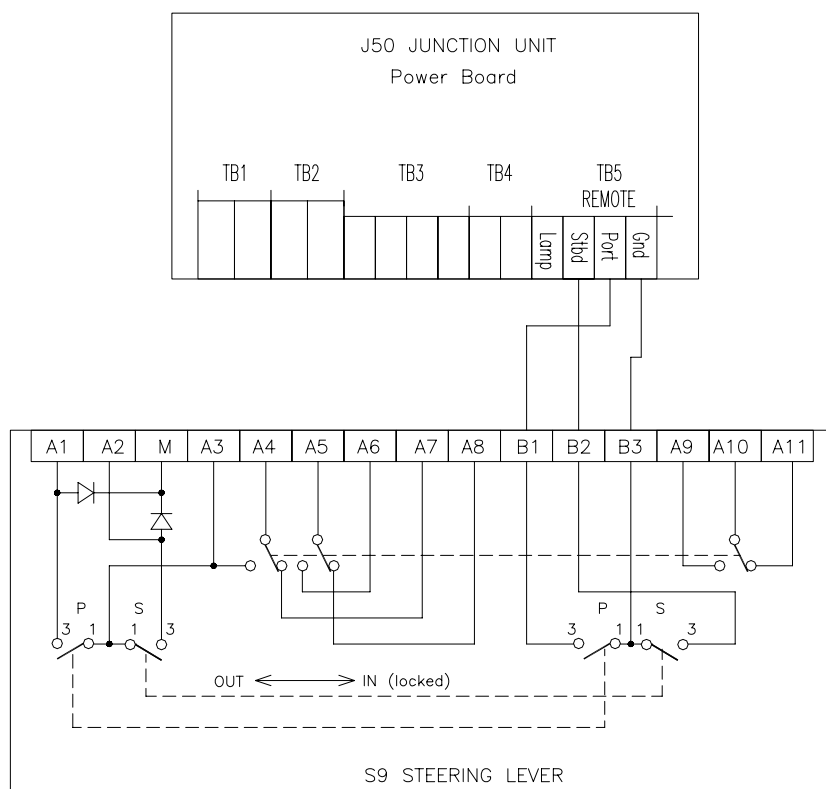 J50 JUNCTION UNIT
Power Board
TB1 TB2 TB3 TB4 TB5
REMOTE
Lamp Stbd Port Gnd
A1 A2 M A3 A4 A5 A6 A7 A8 B1 B2 B3 A9 A10 A11
P S P S
3 1 1 3 3 1 1 3
OUT IN (locked)
S9 STEERING LEVER